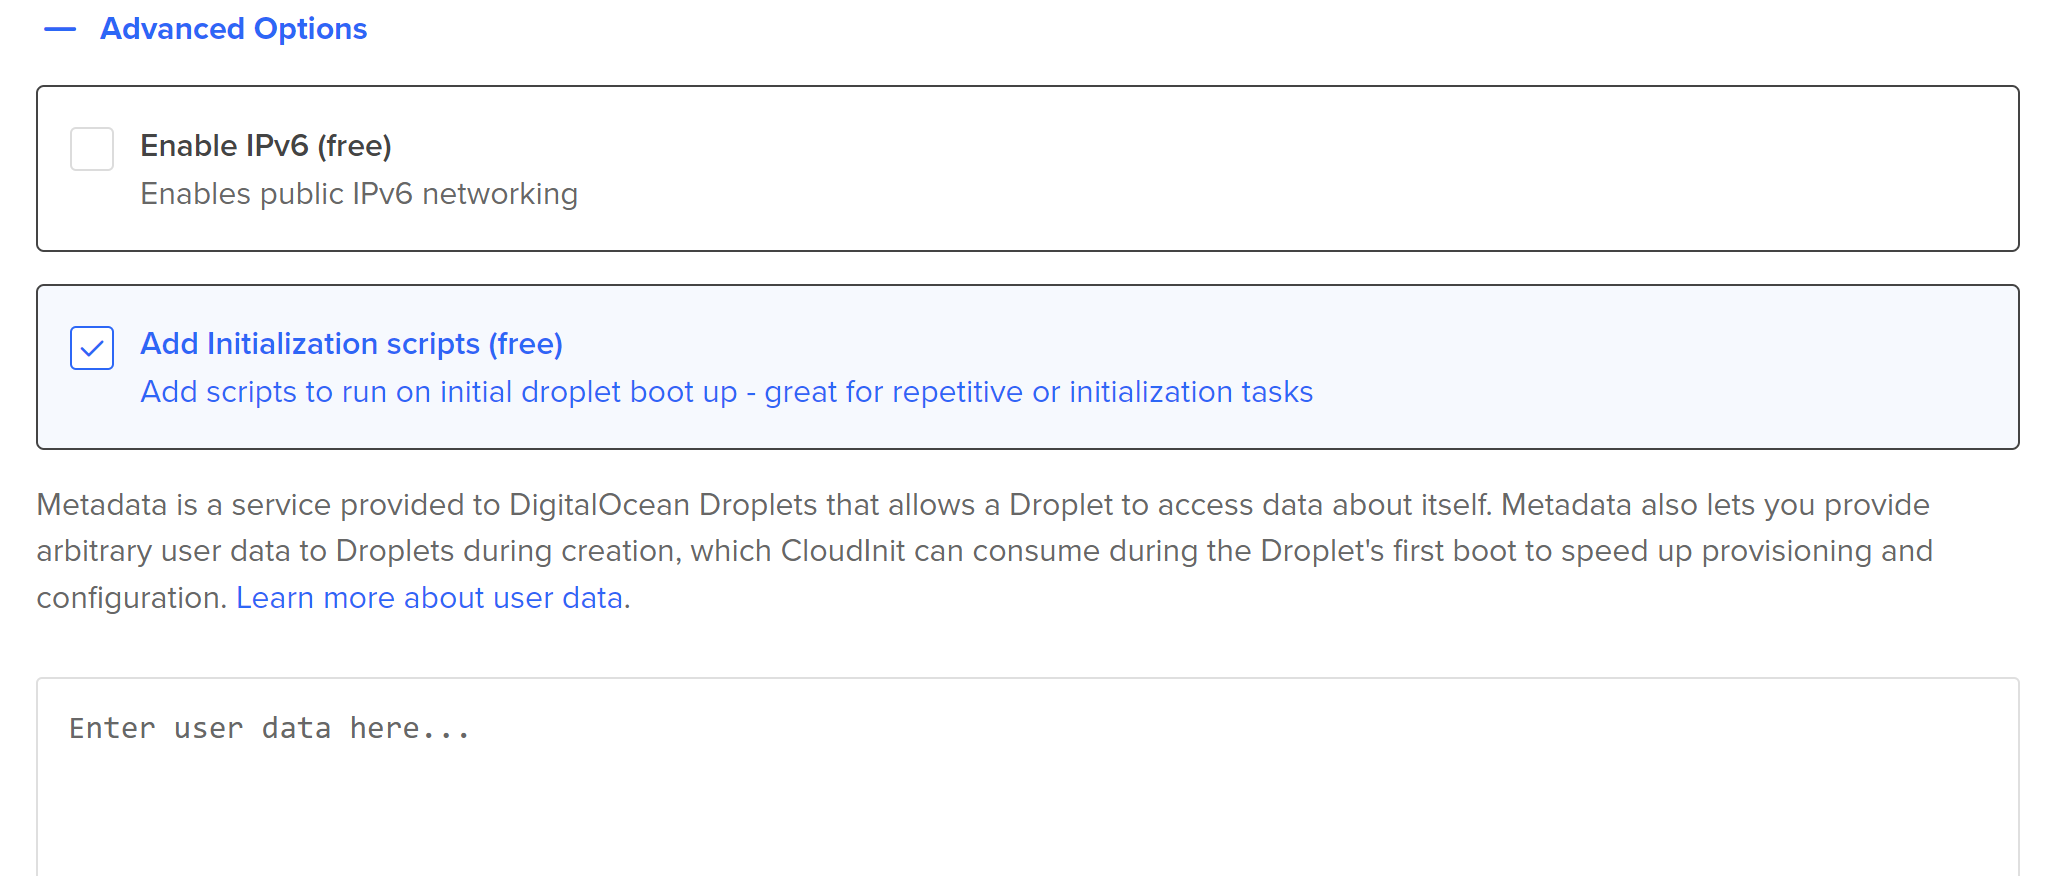 Advanced Options
Enable IPv6 (free)
Enables public IPv6 networking
Add Initialization scripts (free)
Add scripts to run on initial droplet boot up - great for repetitive or initialization tasks
Metadata is a service provided to DigitalOcean Droplets that allows a Droplet to access data about itself. Metadata also lets you provide
arbitrary user data to Droplets during creation, which CloudInit can consume during the Droplet's first boot to speed up provisioning and
configuration. Learn more about user data.
Enter user data here...